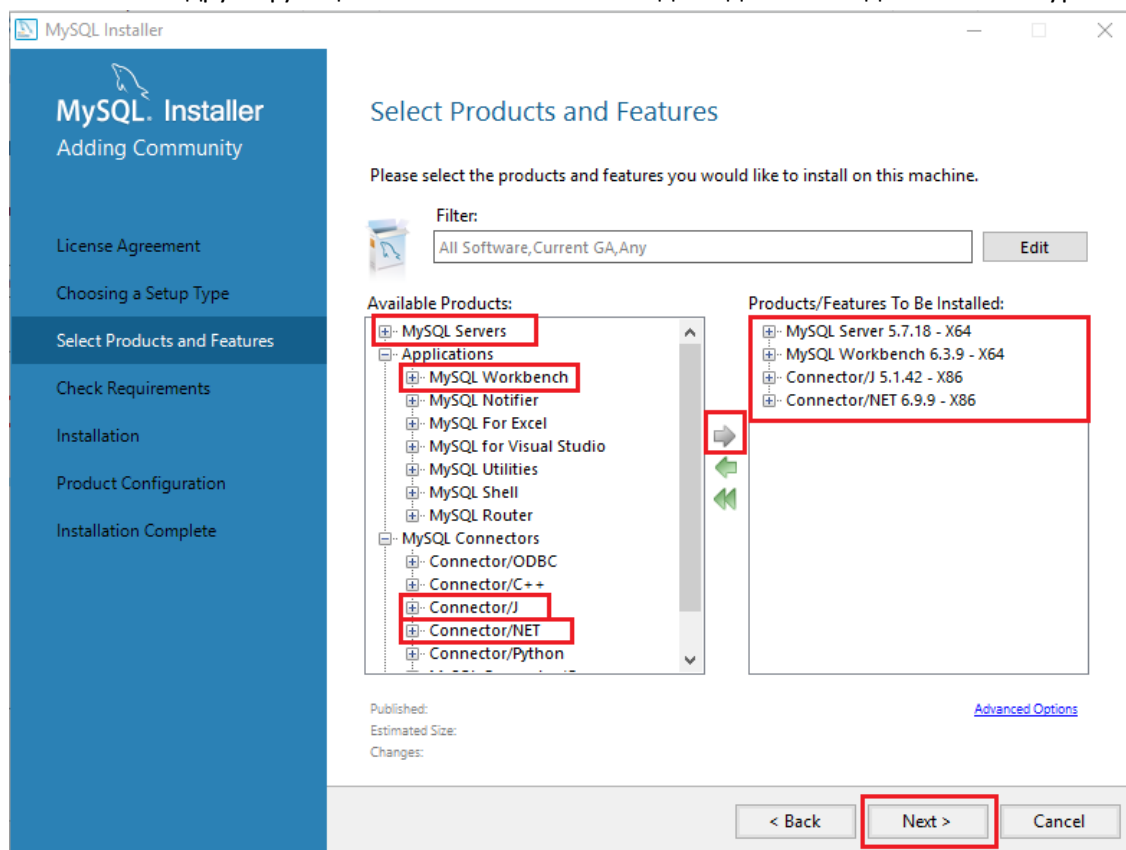 MySQL Installer
MySQL. Installer
Adding Community
License Agreement
Choosing a Setup Type
Select Products and Features
Check Requirements
Installation
Product Configuration
Installation Complete
Select Products and Features
Please select the products and features you would like to install on this machine.
Filter:
All Software,Current GA,Any
Edit
Available Products:
MySQL Servers
Applications
MySQL Workbench
MySQL Notifier
MySQL For Excel
MySQL for Visual Studio
MySQL Utilities
MySQL Shell
MySQL Router
MySQL Connectors
Connector/ODBC
Connector/C++
Connector/J
Connector/NET
Connector/Python
Products/Features To Be Installed:
MySQL Server 5.7.18 - X64
MySQL Workbench 6.3.9 - X64
Connector/J 5.1.42 - X86
Connector/NET 6.9.9 - X86
Published:
Estimated Size:
Changes:
Advanced Options
< Back
Next >
Cancel